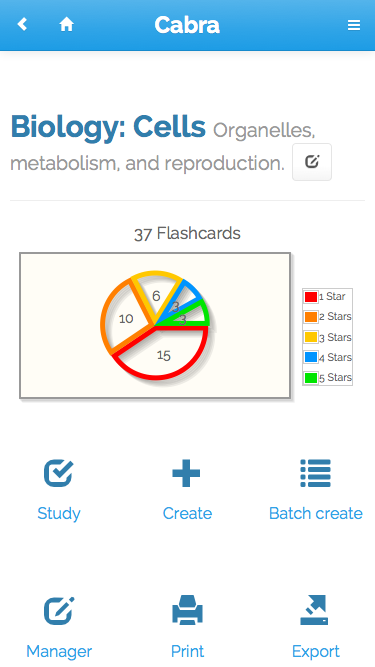 Cabra
Biology: Cells Organelles,
metabolism, and reproduction.
37 Flashcards
6
3
3
10
15
1 Star
2 Stars
3 Stars
4 Stars
5 Stars
Study Create Batch create
Manager Print Export